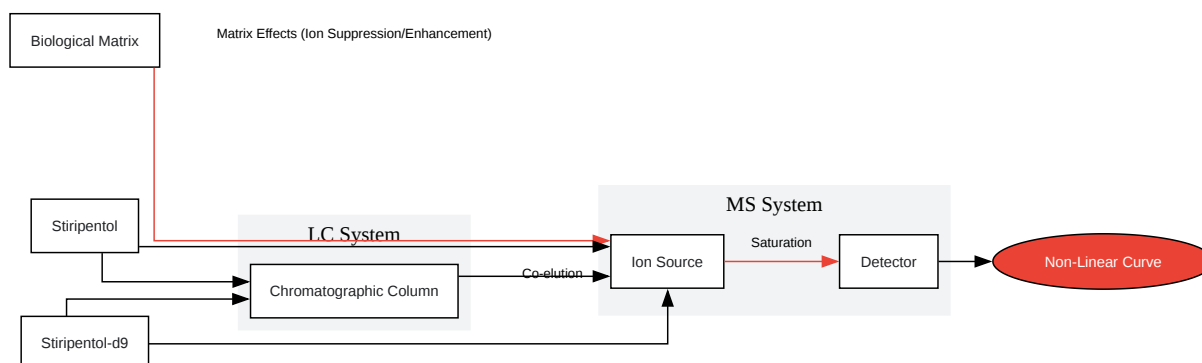 Biological Matrix
Matrix Effects (Ion Suppression/Enhancement)
Stiripentol
LC System
MS System
Saturation
Ion Source
Detector
Non-Linear Curve
Co-elution
Chromatographic Column
Stiripentol-d9